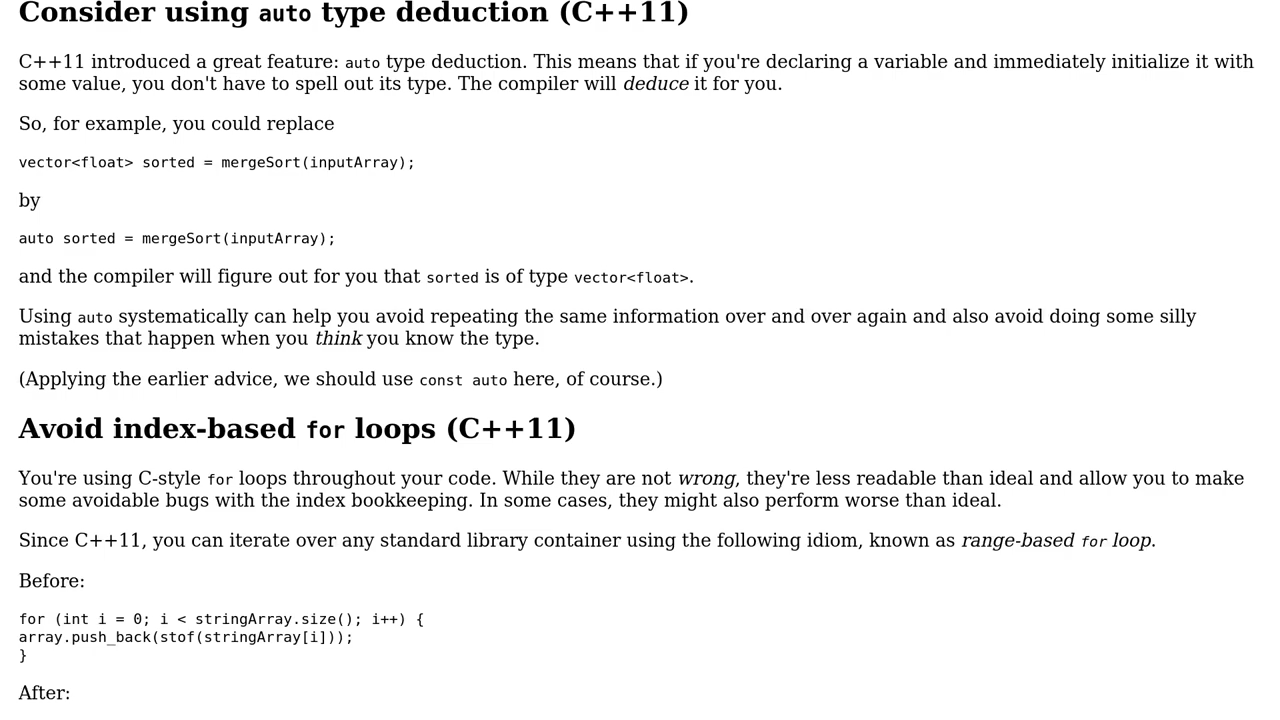 Consider using auto type deduction (C++11)
C++11 introduced a great feature: auto type deduction. This means that if you're declaring a variable and immediately initialize it with
some value, you don't have to spell out its type. The compiler will deduce it for you.
So, for example, you could replace
vector<float> sorted = mergeSort(inputArray);
by
auto sorted = mergeSort(inputArray);
and the compiler will figure out for you that sorted is of type vector<float>.
Using auto systematically can help you avoid repeating the same information over and over again and also avoid doing some silly
mistakes that happen when you think you know the type.
(Applying the earlier advice, we should use const auto here, of course.)
Avoid index-based for loops (C++11)
You're using C-style for loops throughout your code. While they are not wrong, they're less readable than ideal and allow you to make
some avoidable bugs with the index bookkeeping. In some cases, they might also perform worse than ideal.
Since C++11, you can iterate over any standard library container using the following idiom, known as range-based for loop.
Before:
for (int i = 0; i < stringArray.size(); i++) {
array.push_back(stof(stringArray[i]));
}
After: